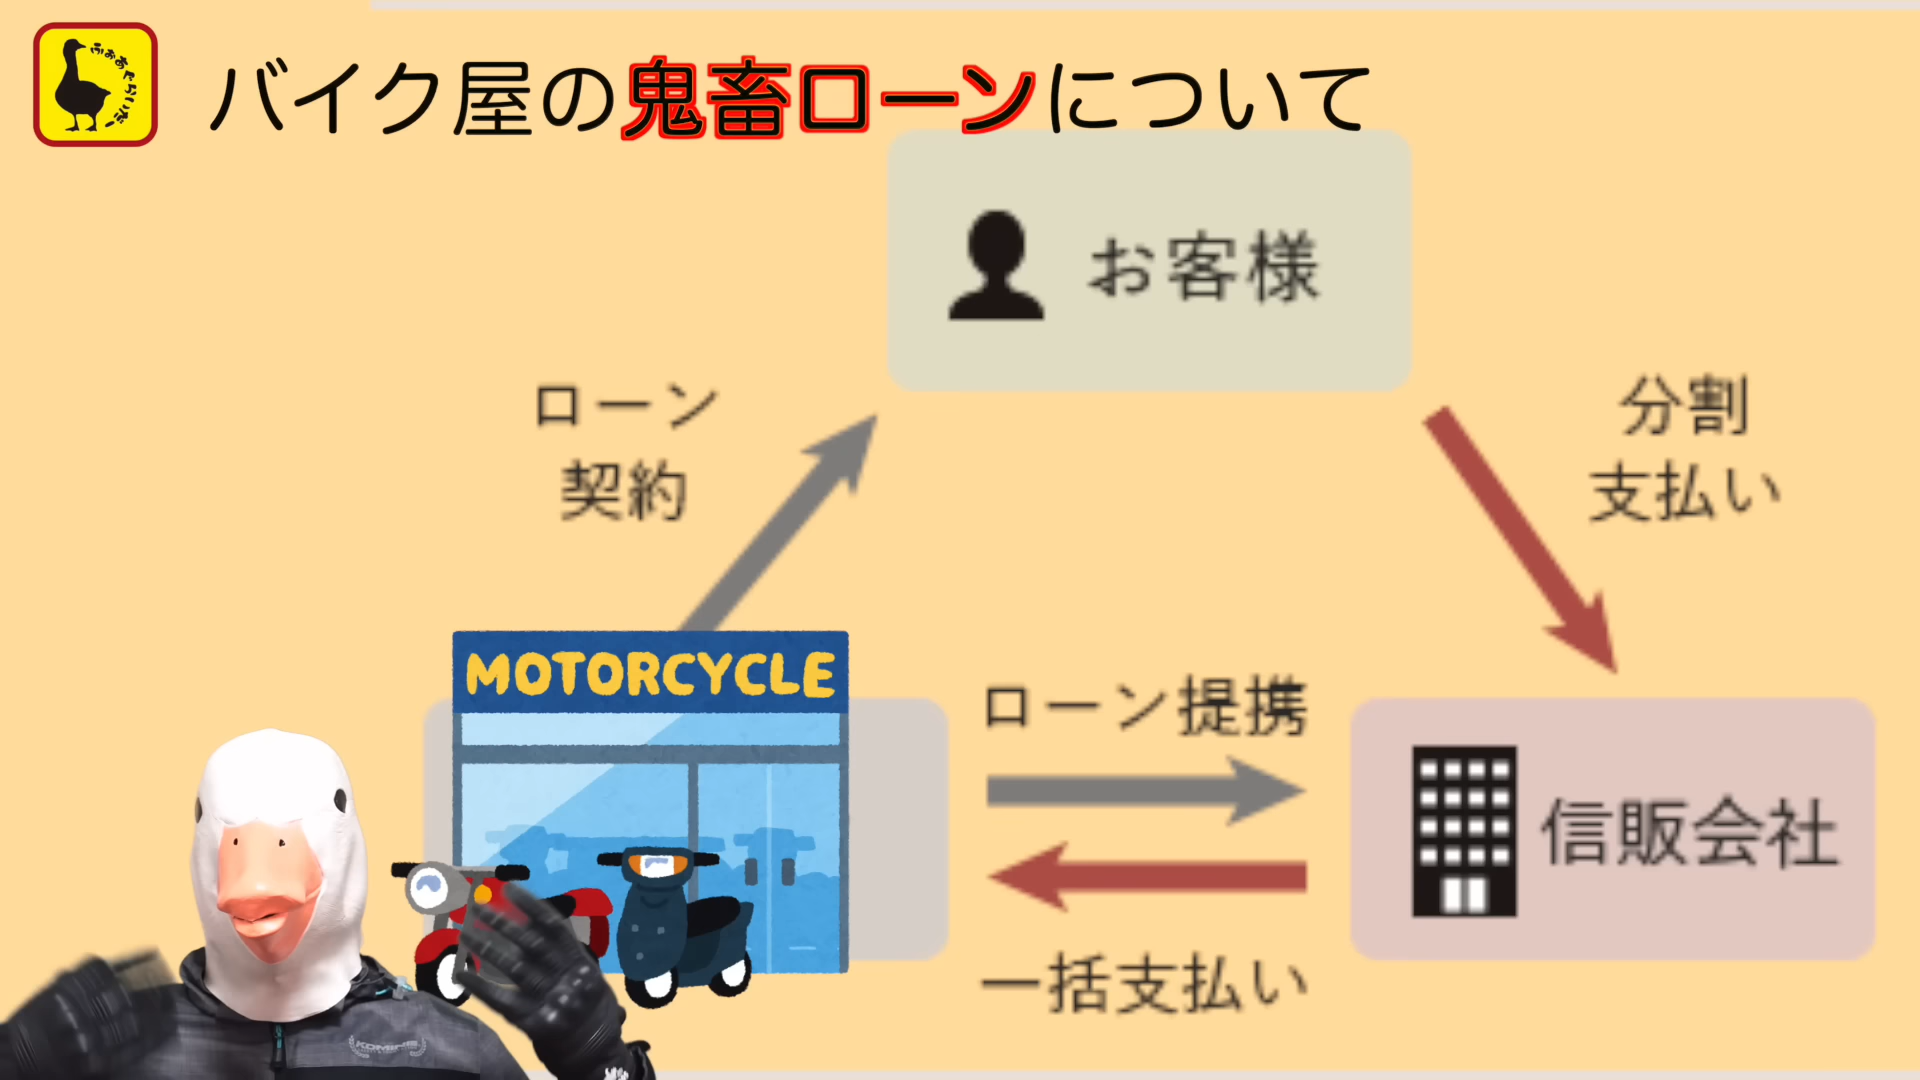 バイク屋の鬼畜ローンについて
お客様
ローン
契約
分割
支払い
MOTORCYCLE
ローン提携
信販会社
一括支払い
KOMINE